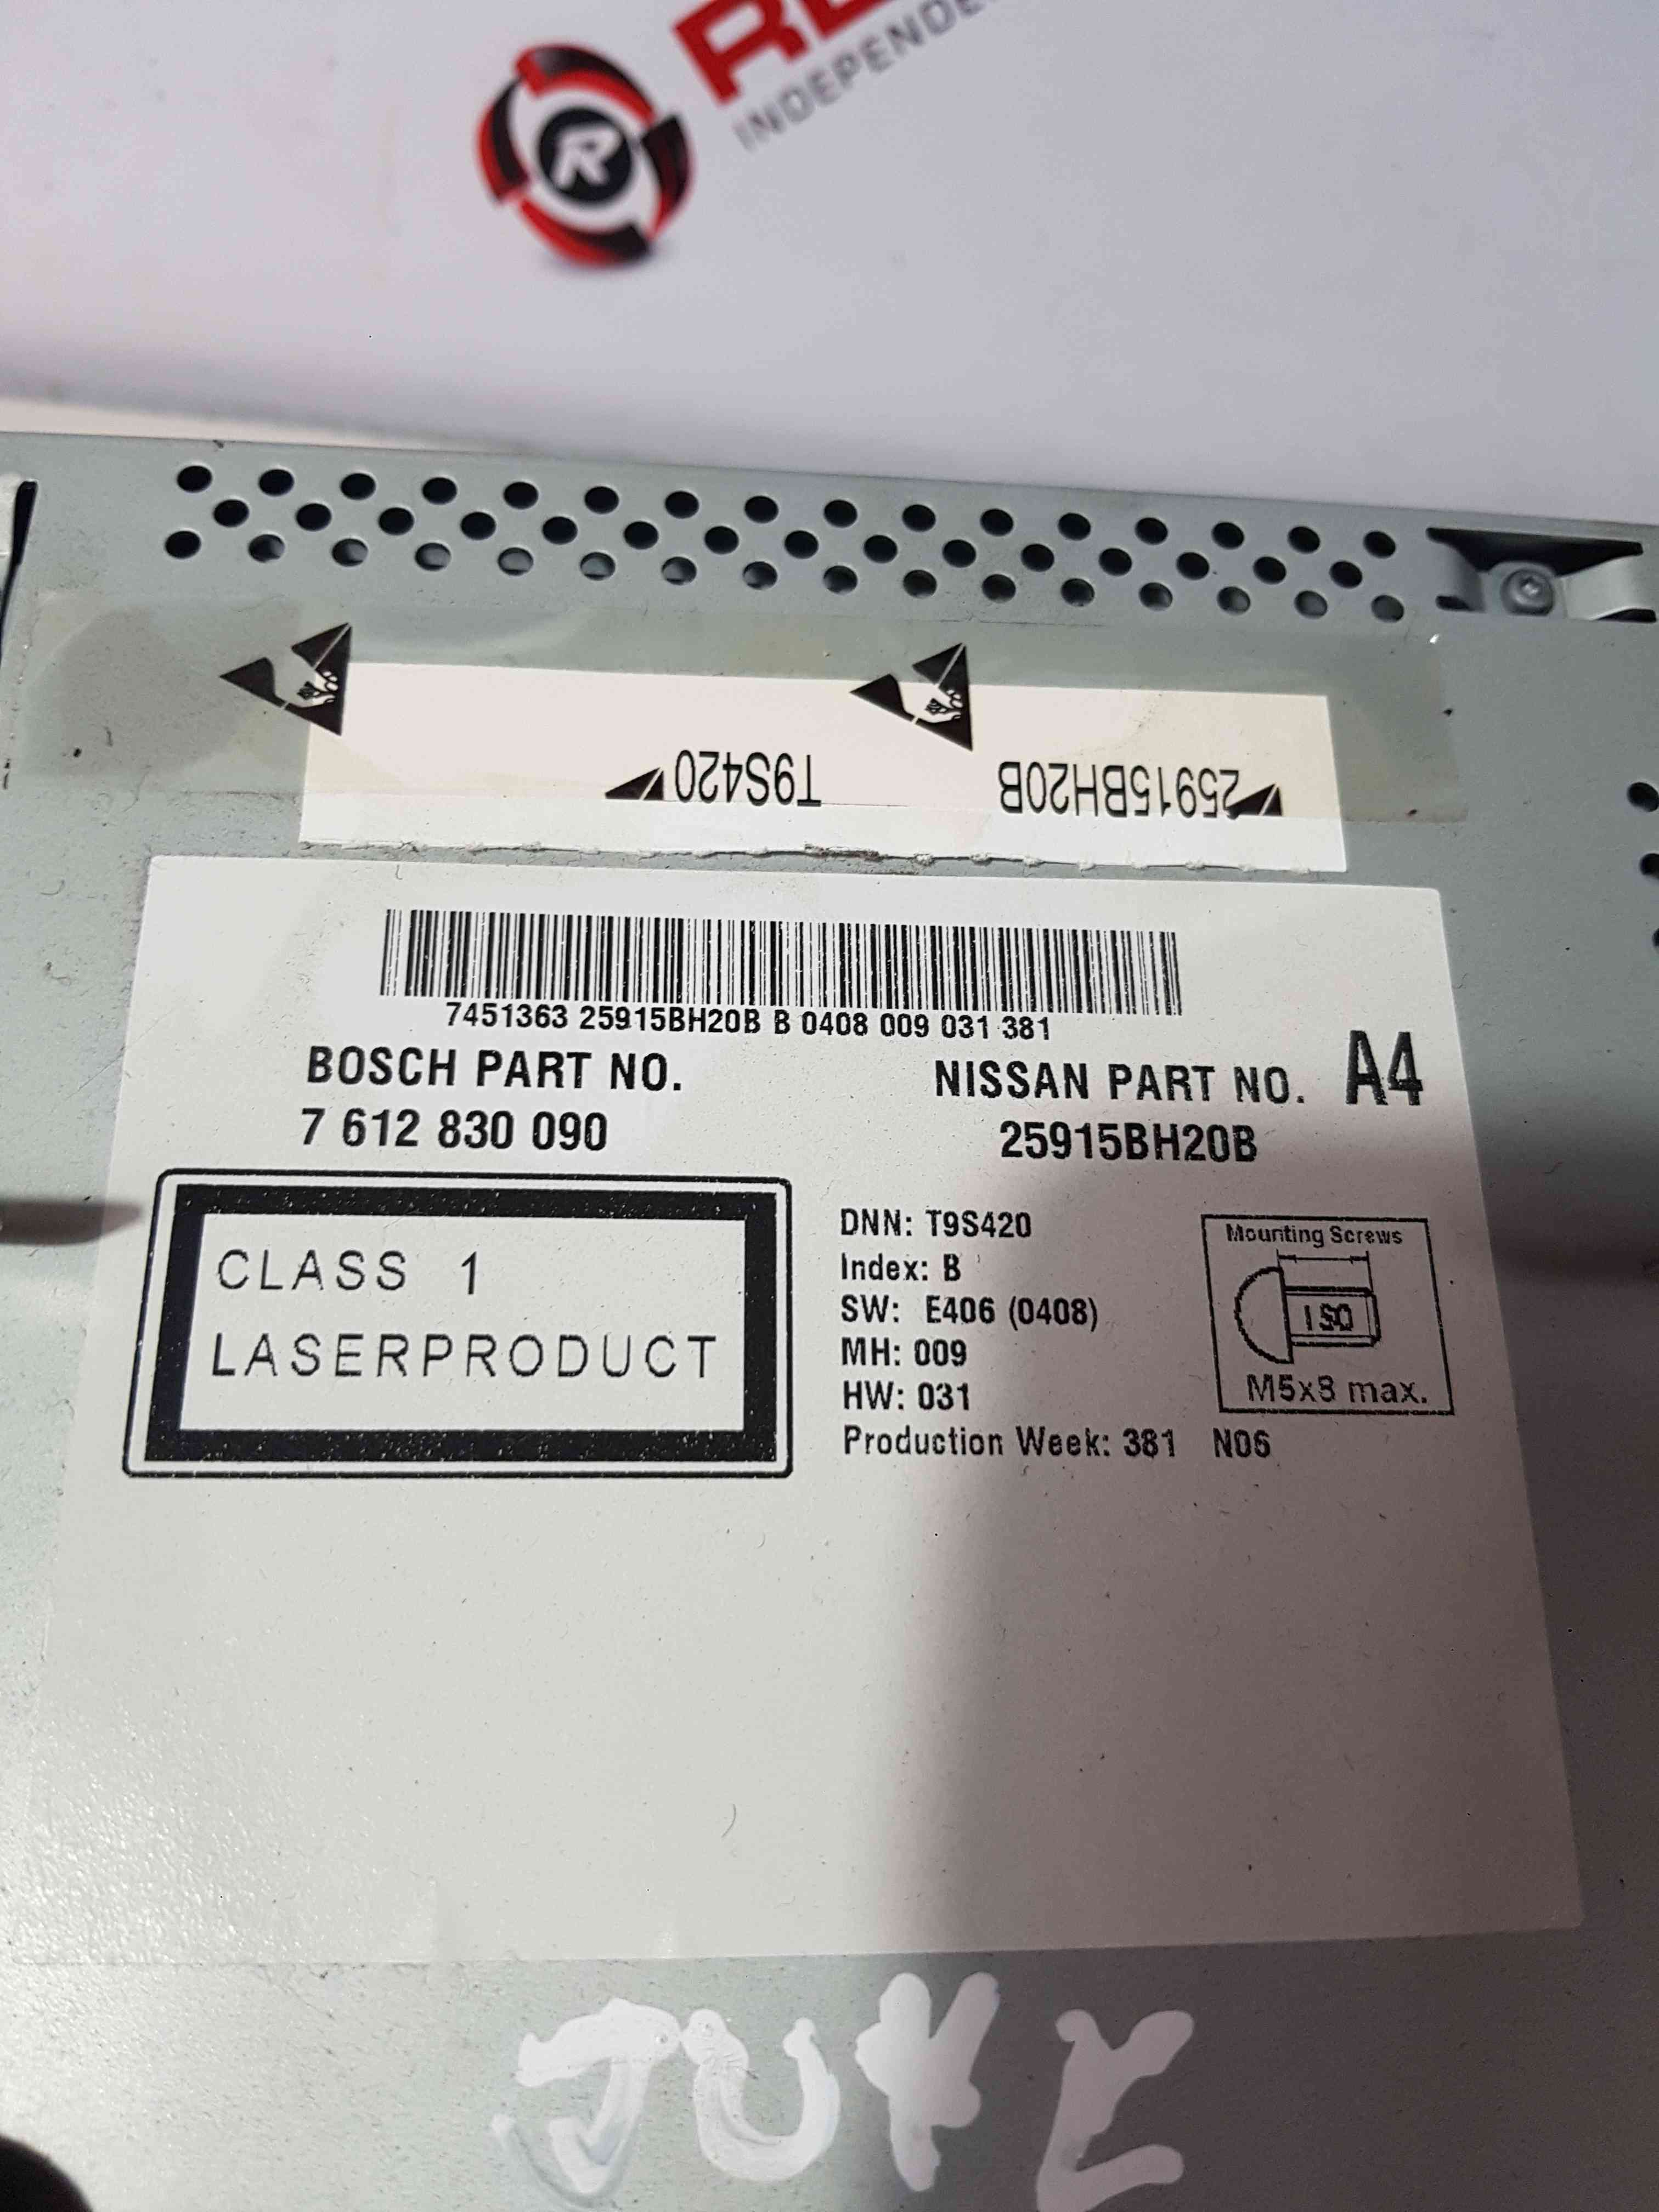 R
INDEPEND
T9S420
25915BH20B
7451363 25915BH20B B 0408 009 031 381
BOSCH PART NO.
7 612 830 090
NISSAN PART NO. A4
25915BH20B
CLASS 1
LASERPRODUCT
DNN: T9S420
Index: B
SW: E406 (0408)
MH: 009
HW: 031
Production Week: 381 N06
Mounting Screws
ISO
M5x8 max.